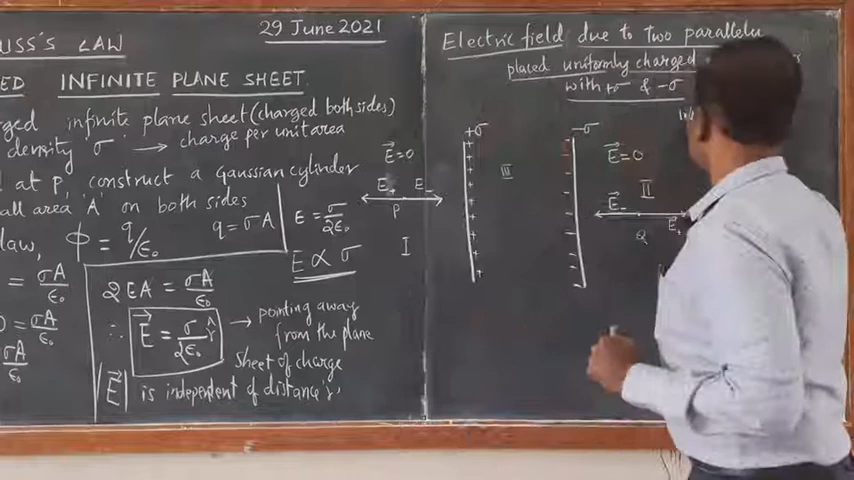 USS'S LAW
29 JUNE 2021
ED INFINITE PLANE SHEET
arged infinite plane sheet (charged both sides)
density 'σ' → charge per unit area
d at P, construct a Gaussian cylinder
all area 'A' on both sides
law, ϕ = q/ε₀ q = σA
E = σ/2ε₀
E ∝ σ
= σA/ε₀
2EA = σA/ε₀
= σA/ε₀
∴ E⃗ = σ/2ε₀ r̂ → pointing away
from the plane
sheet of charge
σA/ε₀
|E⃗| is independent of distance 'r'
Electric field due to two parallel
placed uniformly charged
with +σ & -σ
+σ
-σ
E⃗=0
E₊ E₋
P
I
III
E⃗=0
II
E⃗₋
Q
E⃗₊